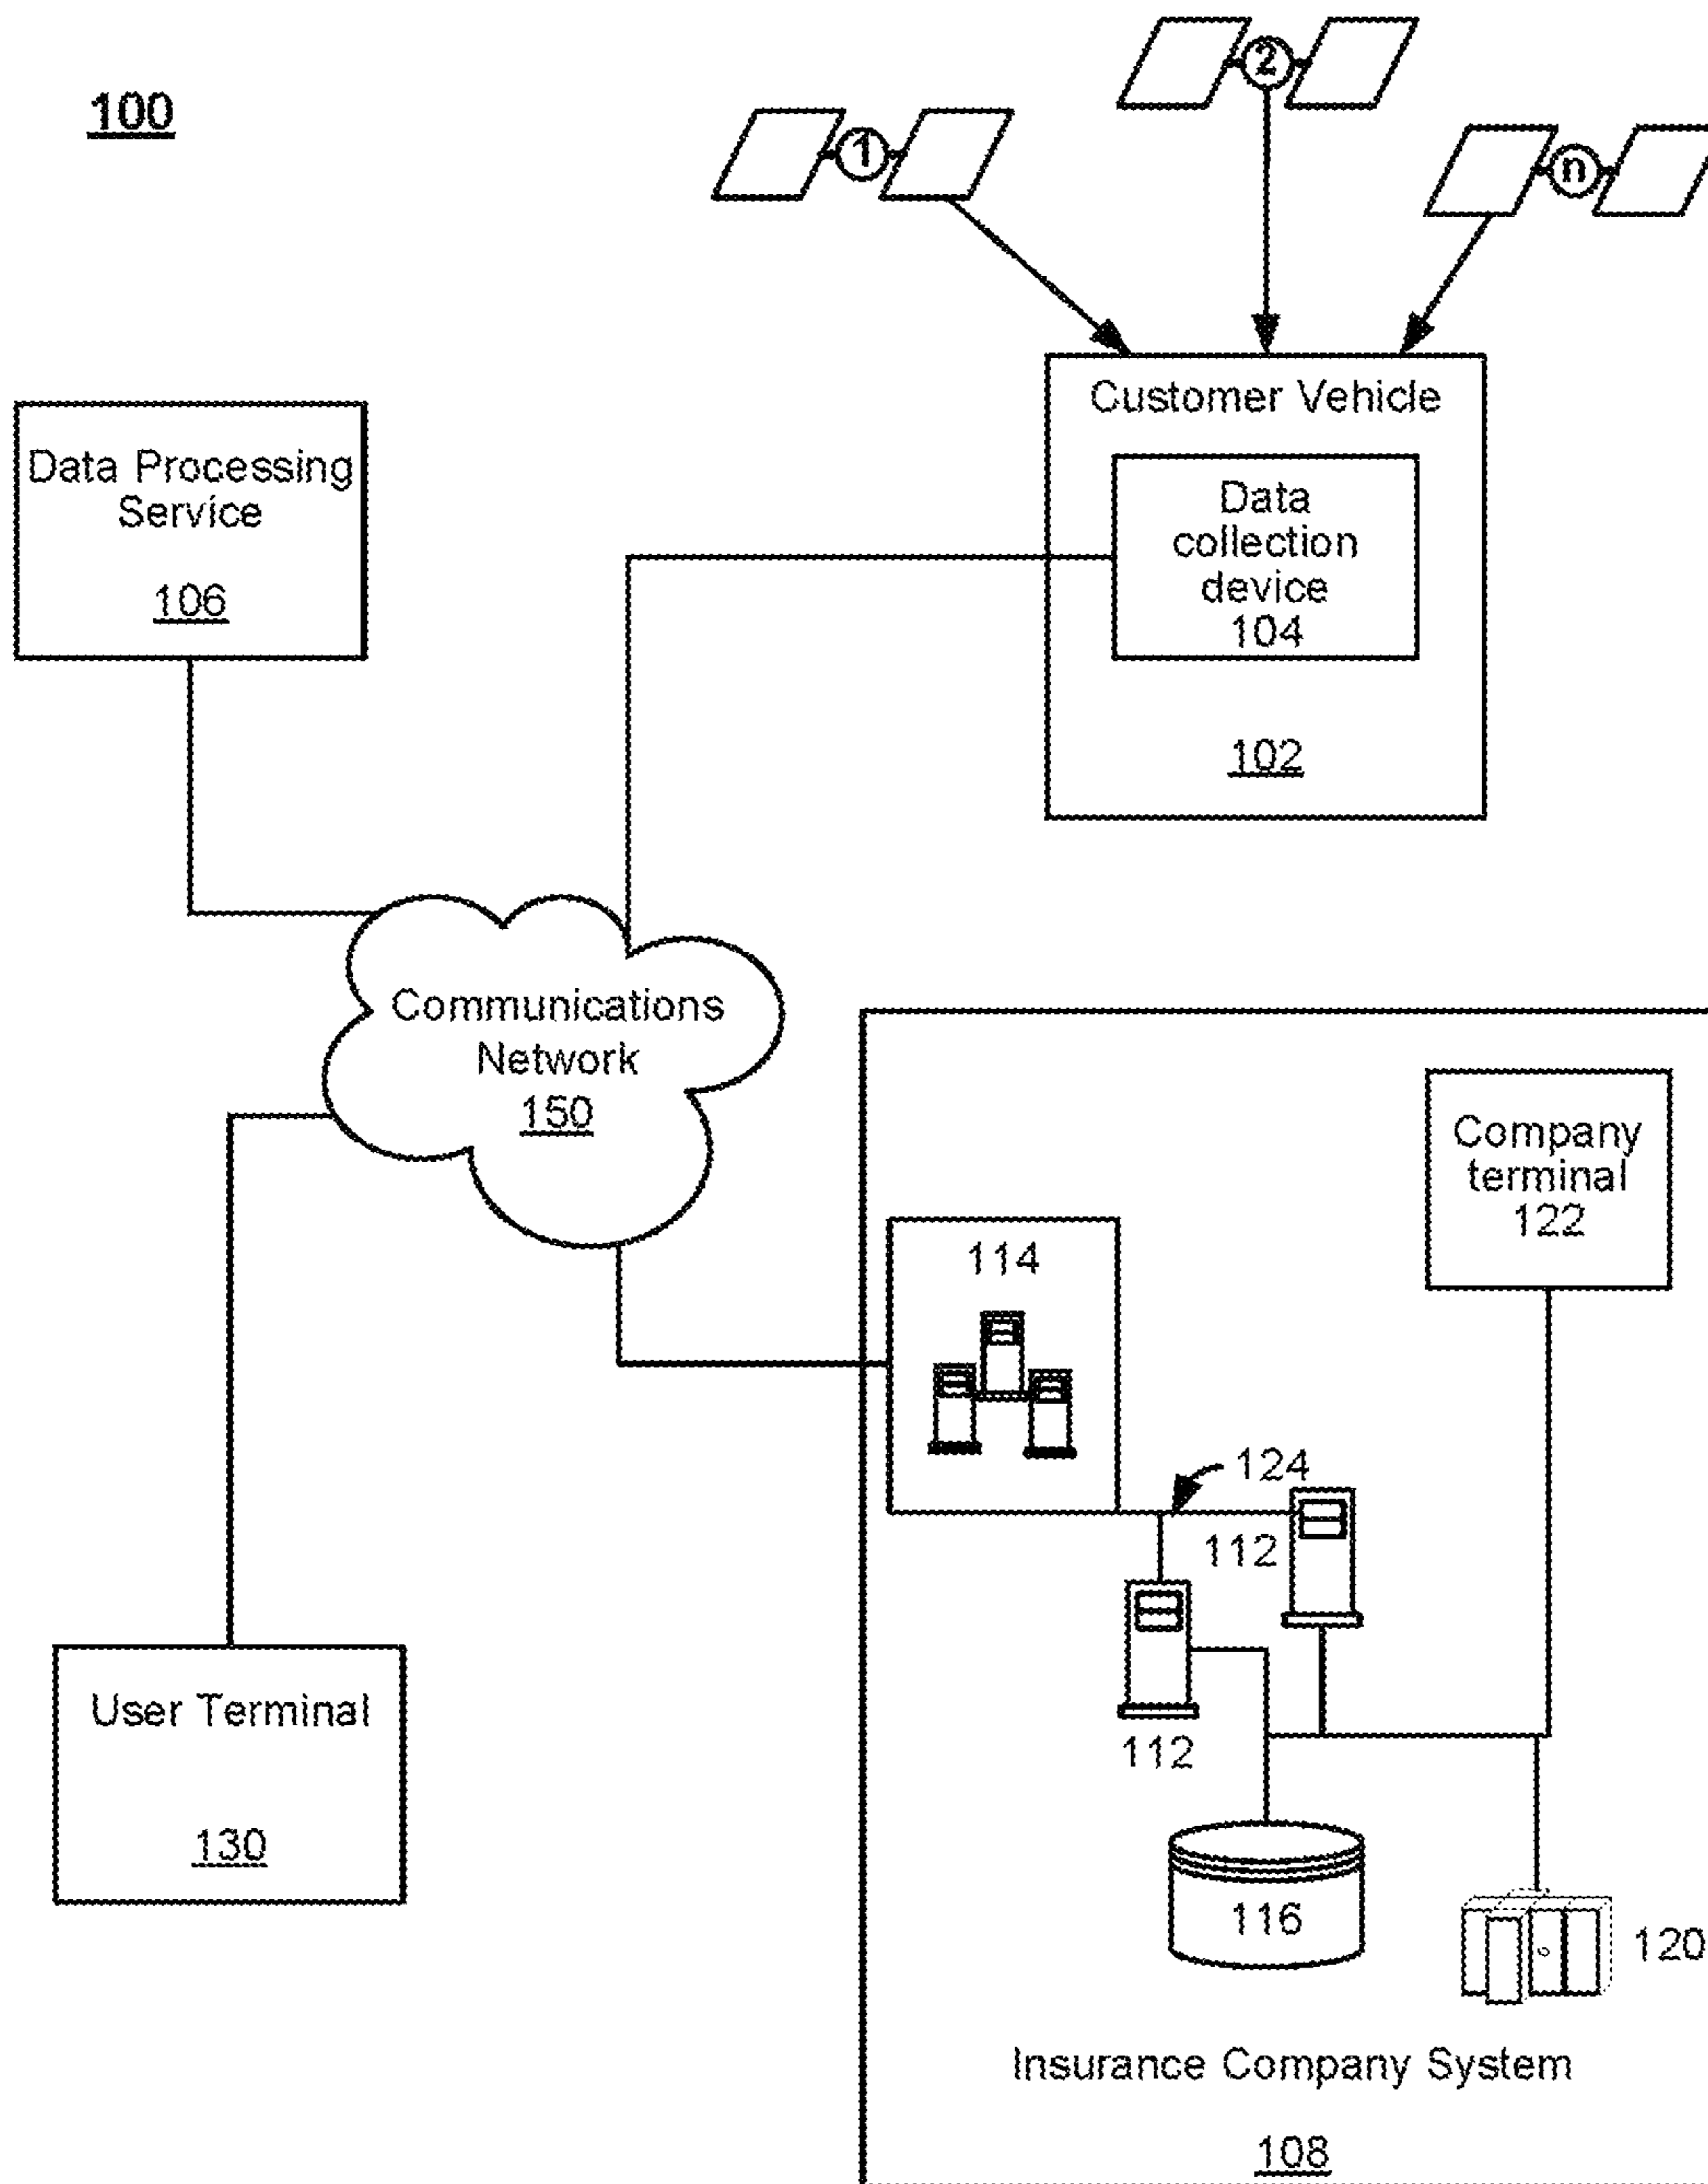 100
1
2
n
Customer Vehicle
Data
collection
device
104
102
Data Processing
Service
106
Communications
Network
150
Company
terminal
122
114
124
112
112
User Terminal
130
116
120
Insurance Company System
108